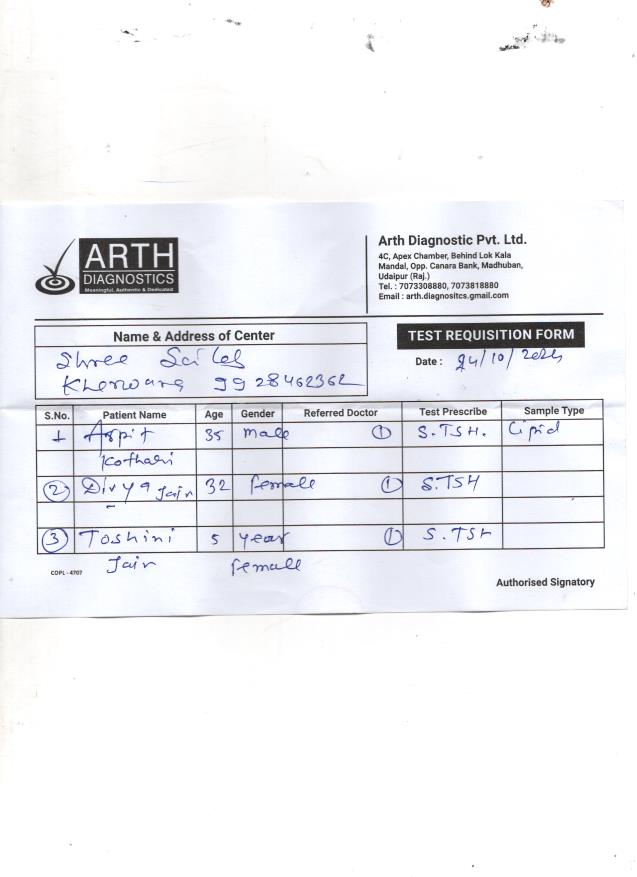 ARTH
DIAGNOSTICS
Meaningful, Authentic & Dedicated
Arth Diagnostic Pvt. Ltd.
4C, Apex Chamber, Behind Lok Kala
Mandal, Opp. Canara Bank, Madhuban,
Udaipur (Raj.)
Tel. : 7073308880, 7073818880
Email : arth.diagnositcs.gmail.com
Name & Address of Center
Shree Sai Lab
Kherwara 9928462362
TEST REQUISITION FORM
Date : 24/10/2024
S.No. Patient Name Age Gender Referred Doctor Test Prescribe Sample Type
1 Arpit 35 male ① S.TSH. Lipid
Kothari
② Divya Jain 32 female ① S.TSH
③ Toshini 5 year ① S.TSH
Jain female
COPL - 4707
Authorised Signatory